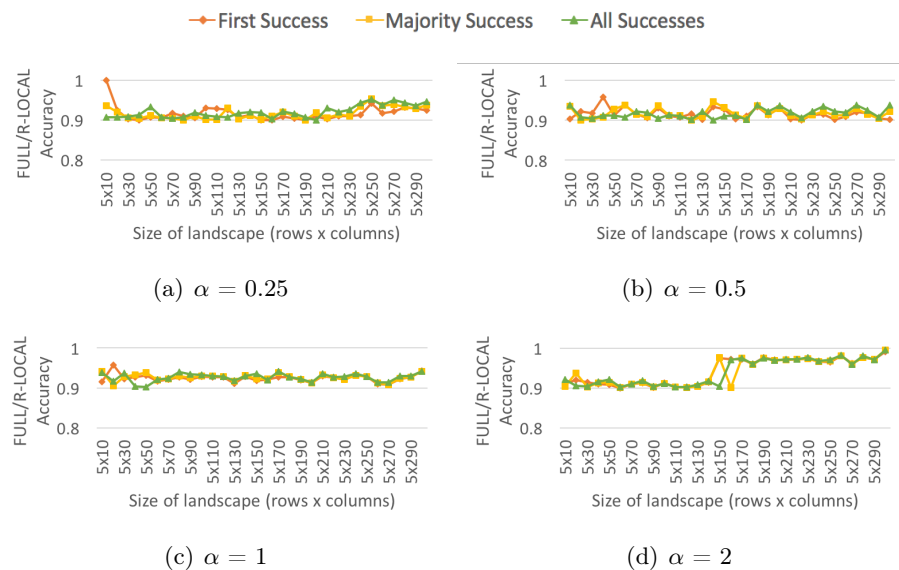 First Success Majority Success All Successes
FULL/R-LOCAL
Accuracy
1
0.9
0.8
5x10
5x30
5x50
5x70
5x90
5x110
5x130
5x150
5x170
5x190
5x210
5x230
5x250
5x270
5x290
Size of landscape (rows x columns)
(a) α = 0.25
FULL/R-LOCAL
Accuracy
1
0.9
0.8
5x10
5x30
5x50
5x70
5x90
5x110
5x130
5x150
5x170
5x190
5x210
5x230
5x250
5x270
5x290
Size of landscape (rows x columns)
(b) α = 0.5
FULL/R-LOCAL
Accuracy
1
0.9
0.8
5x10
5x30
5x50
5x70
5x90
5x110
5x130
5x150
5x170
5x190
5x210
5x230
5x250
5x270
5x290
Size of landscape (rows x columns)
(c) α = 1
FULL/R-LOCAL
Accuracy
1
0.9
0.8
5x10
5x30
5x50
5x70
5x90
5x110
5x130
5x150
5x170
5x190
5x210
5x230
5x250
5x270
5x290
Size of landscape (rows x columns)
(d) α = 2